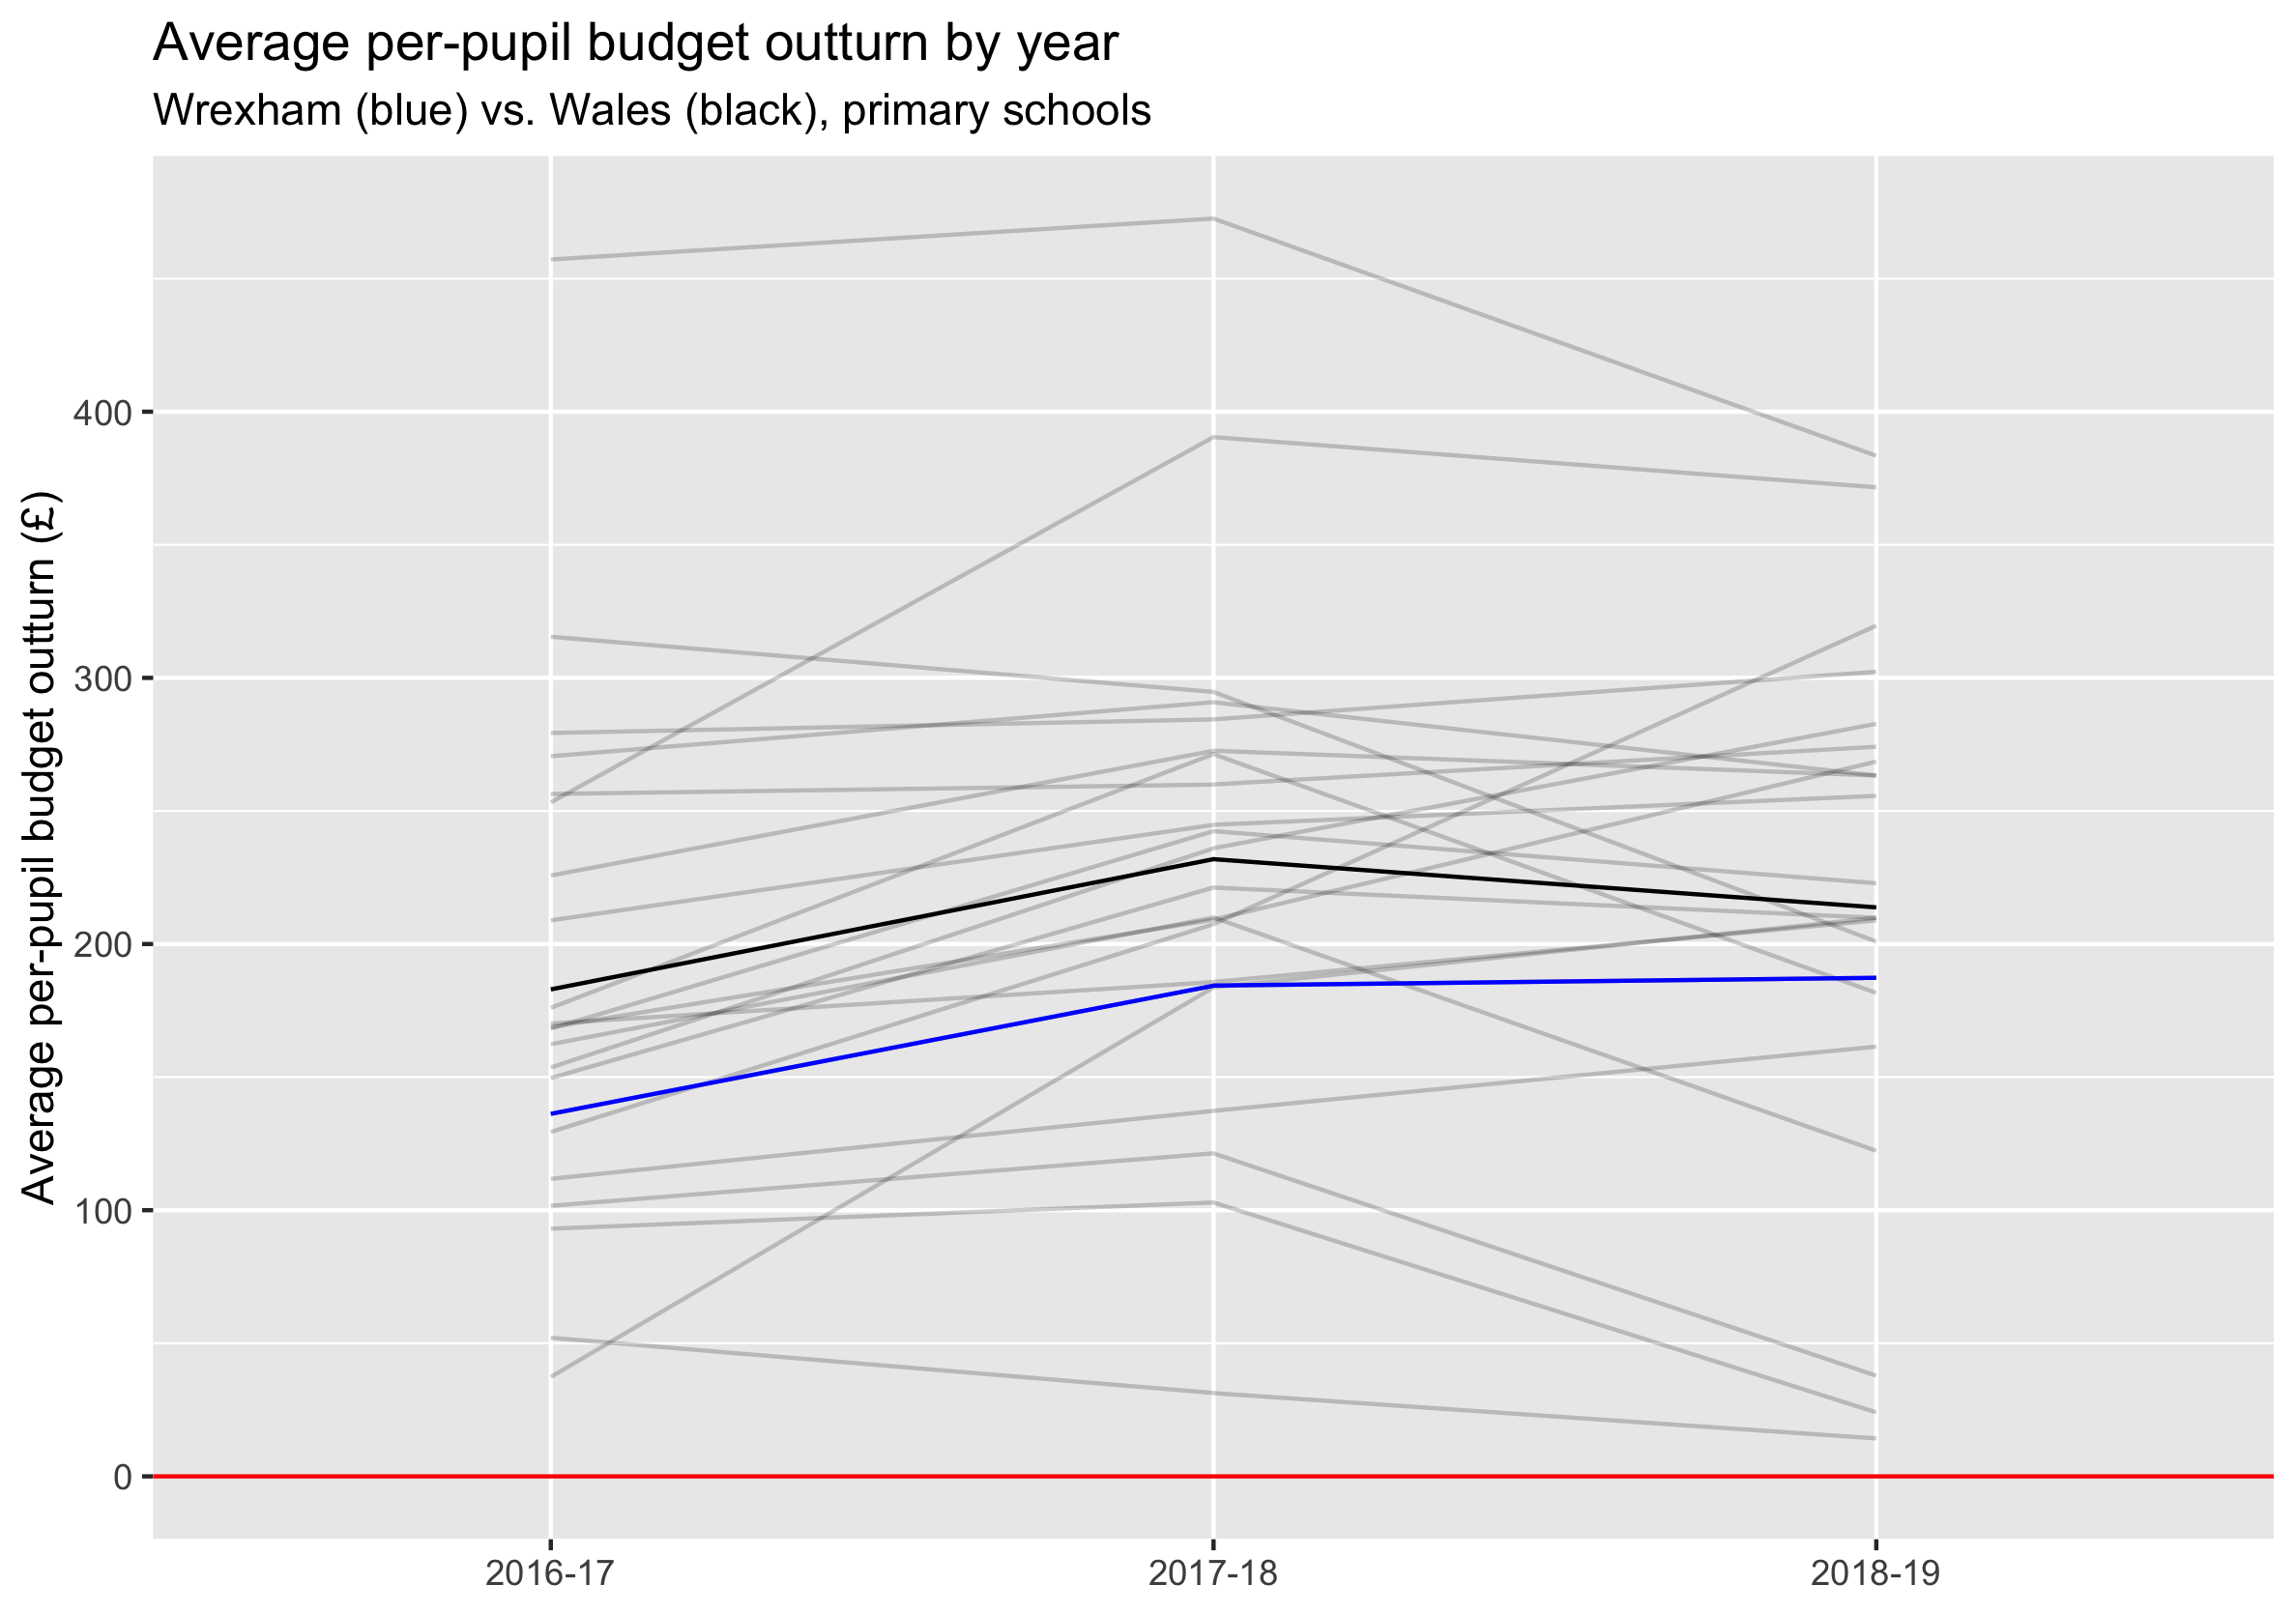 Average per-pupil budget outturn by year
Wrexham (blue) vs. Wales (black), primary schools
Average per-pupil budget outturn (£)
400
300
200
100
0
2016-17
2017-18
2018-19